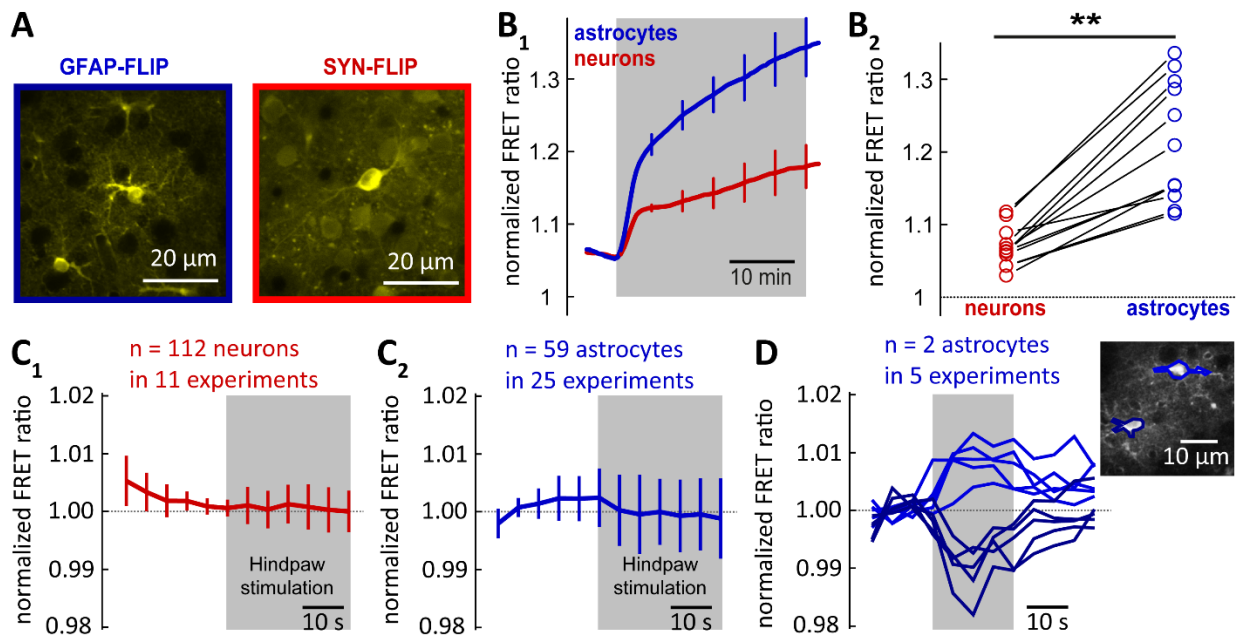 A
GFAP-FLIP
SYN-FLIP
20 µm
20 µm
B1
normalized FRET ratio
astrocytes
neurons
1.3
1.2
1.1
1
10 min
B2
**
normalized FRET ratio
1.3
1.2
1.1
1
neurons
astrocytes
C1
n = 112 neurons
in 11 experiments
normalized FRET ratio
1.02
1.01
1.00
0.99
0.98
Hindpaw
stimulation
10 s
C2
n = 59 astrocytes
in 25 experiments
normalized FRET ratio
1.02
1.01
1.00
0.99
0.98
Hindpaw
stimulation
10 s
D
n = 2 astrocytes
in 5 experiments
normalized FRET ratio
1.02
1.01
1.00
0.99
0.98
10 s
10 µm